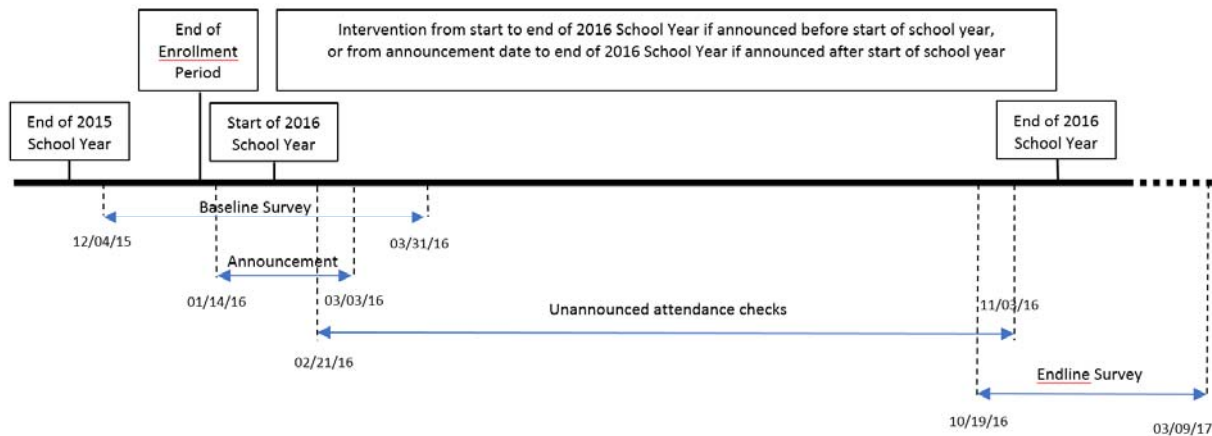 End of
Enrollment
Period
Intervention from start to end of 2016 School Year if announced before start of school year,
or from announcement date to end of 2016 School Year if announced after start of school year
End of 2015
School Year
Start of 2016
School Year
End of 2016
School Year
Baseline Survey
12/04/15
03/31/16
Announcement
01/14/16
03/03/16
Unannounced attendance checks
11/03/16
02/21/16
Endline Survey
10/19/16
03/09/17